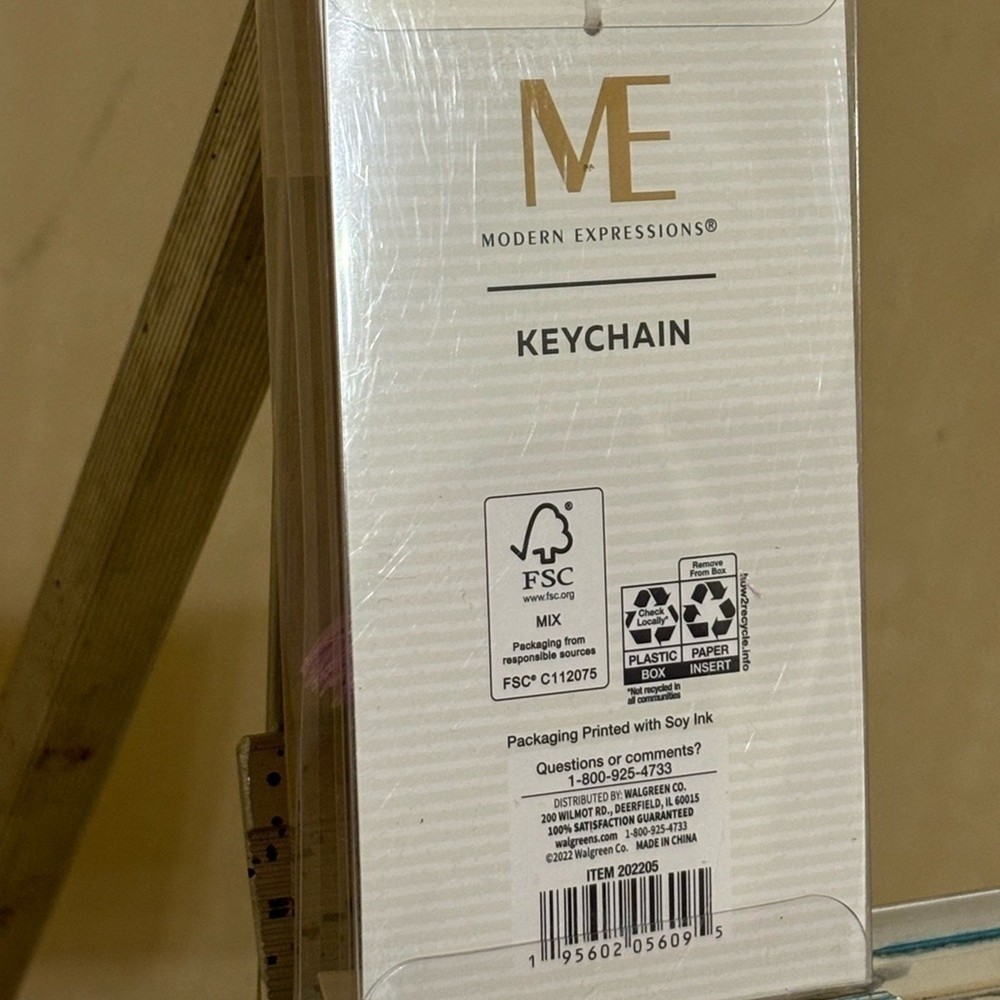 ME
MODERN EXPRESSIONS®
KEYCHAIN
®
FSC
www.fsc.org
MIX
Packaging from
responsible sources
FSC® C112075
Remove
From Box
Check
Locally*
PLASTIC
BOX
PAPER
INSERT
*Not recycled in
all communities
how2recycle.info
Packaging Printed with Soy Ink
Questions or comments?
1-800-925-4733
DISTRIBUTED BY: WALGREEN CO.
200 WILMOT RD., DEERFIELD, IL 60015
100% SATISFACTION GUARANTEED
walgreens.com 1-800-925-4733
©2022 Walgreen Co. MADE IN CHINA
ITEM 202205
1 95602 05609 5